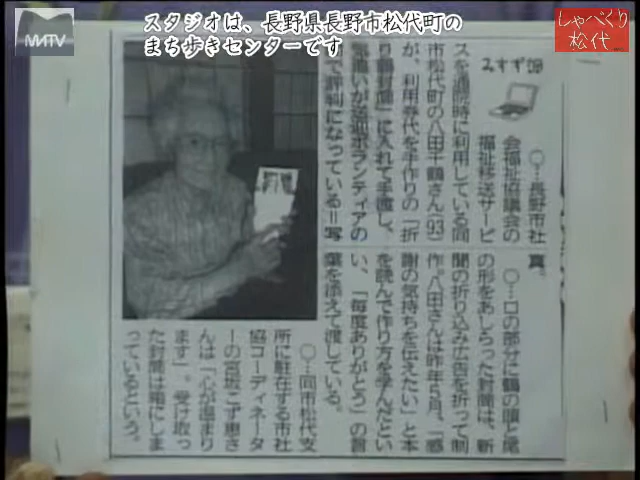 MATV
スタジオは、長野県長野市松代町の
まち歩きセンターです
しゃべくり
松代
みすず
○…長野市社
会福祉協議会の
福祉移送サービ
スを通院時に利用している同
市松代町の八田千鶴さん(93)
が、利用券代を手作りの「折
り鶴封筒」に入れて手渡し、
気遣いが送迎ボランティアの
で評判になっている=写
真。
○…口の部分に鶴の頭と尾
の形をあしらった封筒は、新
聞の折り込み広告を折って制
作。八田さんは昨年5月、「感
謝の気持ちを伝えたい」と本
を読んで作り方を学んだとい
い、「毎度ありがとう」の言
葉を添えて渡している。
○…同市松代支
所に駐在する市社
協コーディネータ
ーの宮坂こず恵さ
んは「心が温まり
ます」。受け取っ
た封筒は箱にしま
っているという。